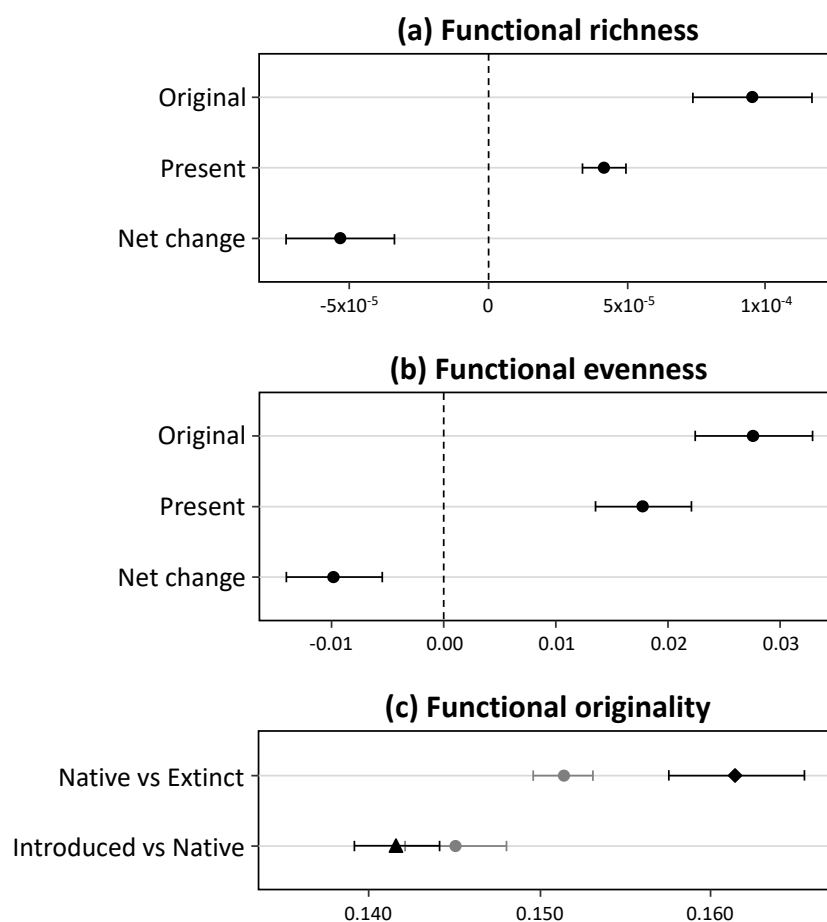 (a) Functional richness
Original
Present
Net change
-5x10⁻⁵ 0 5x10⁻⁵ 1x10⁻⁴
(b) Functional evenness
Original
Present
Net change
-0.01 0.00 0.01 0.02 0.03
(c) Functional originality
Native vs Extinct
Introduced vs Native
0.140 0.150 0.160